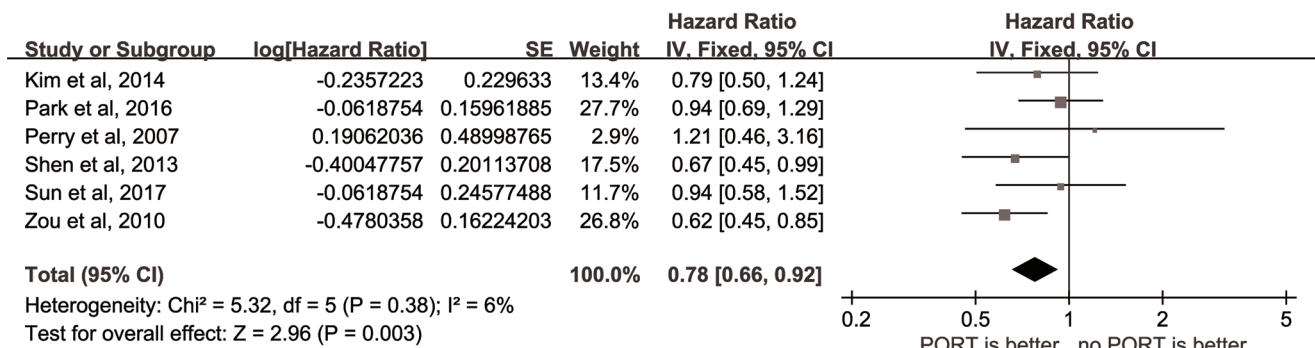 Hazard Ratio Hazard Ratio
Study or Subgroup log[Hazard Ratio] SE Weight IV, Fixed, 95% CI IV, Fixed, 95% CI
Kim et al, 2014 -0.2357223 0.229633 13.4% 0.79 [0.50, 1.24]
Park et al, 2016 -0.0618754 0.15961885 27.7% 0.94 [0.69, 1.29]
Perry et al, 2007 0.19062036 0.48998765 2.9% 1.21 [0.46, 3.16]
Shen et al, 2013 -0.40047757 0.20113708 17.5% 0.67 [0.45, 0.99]
Sun et al, 2017 -0.0618754 0.24577488 11.7% 0.94 [0.58, 1.52]
Zou et al, 2010 -0.4780358 0.16224203 26.8% 0.62 [0.45, 0.85]
Total (95% CI) 100.0% 0.78 [0.66, 0.92]
Heterogeneity: Chi² = 5.32, df = 5 (P = 0.38); I² = 6%
Test for overall effect: Z = 2.96 (P = 0.003)
0.2 0.5 1 2 5
PORT is better no PORT is better